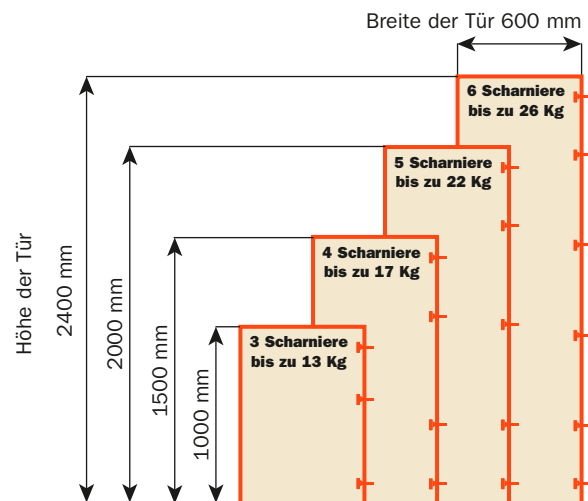 Breite der Tür 600 mm
6 Scharniere
bis zu 26 Kg
5 Scharniere
bis zu 22 Kg
4 Scharniere
bis zu 17 Kg
3 Scharniere
bis zu 13 Kg
Höhe der Tür
2400 mm
2000 mm
1500 mm
1000 mm